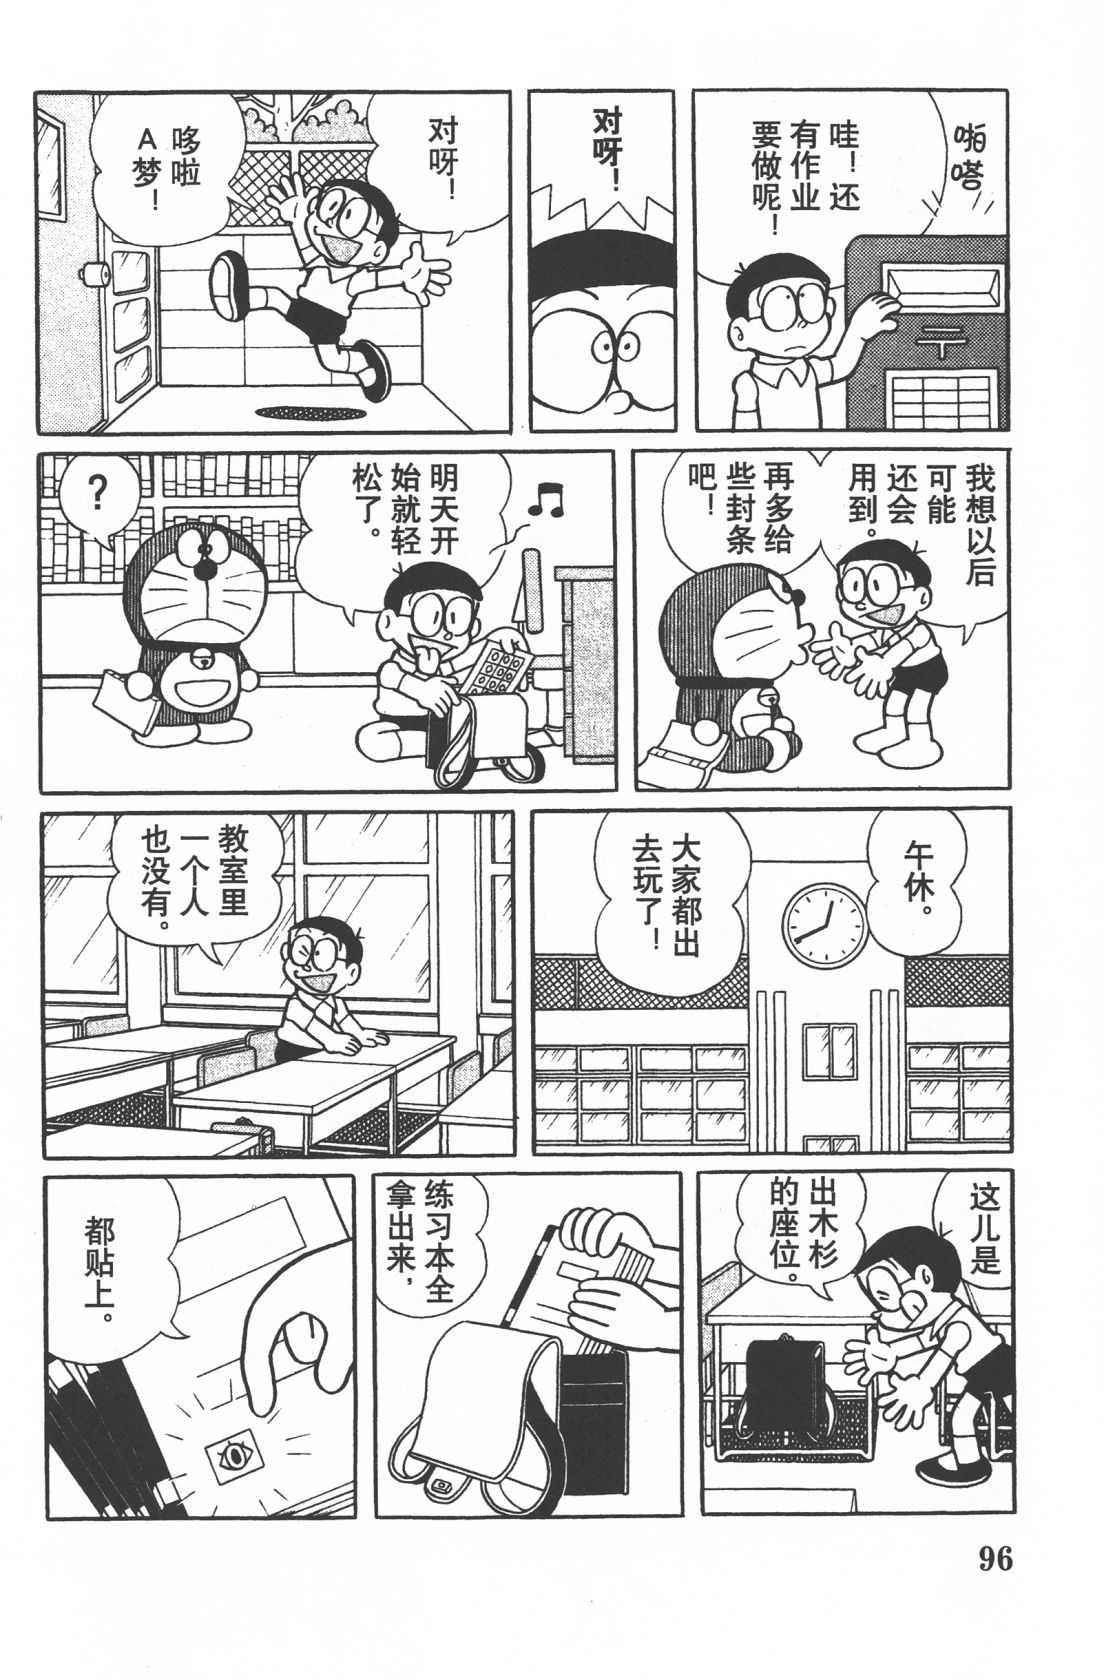 啪嗒
哇！还
有作业
要做呢！
对呀！
对呀！
哆啦
A梦！
我想以后
可能
还会
用到。
再多给
些封条
吧！
明天开
始就轻
松了。
？
午休。
大家都出
去玩了！
教室里
一个人
也没有。
这儿是
出木杉
的座位。
练习本全
拿出来，
都贴上。
96